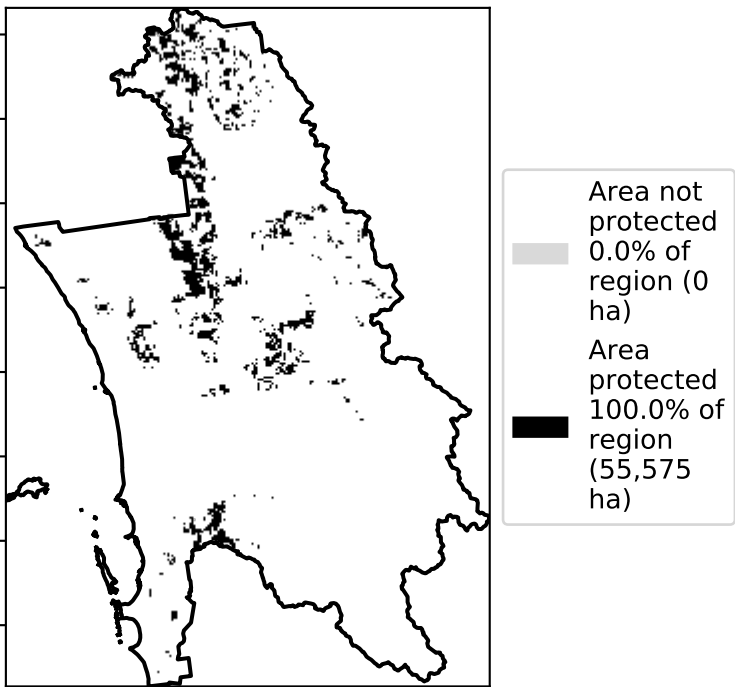 Area not
protected
0.0% of
region (0
ha)
Area
protected
100.0% of
region
(55,575
ha)